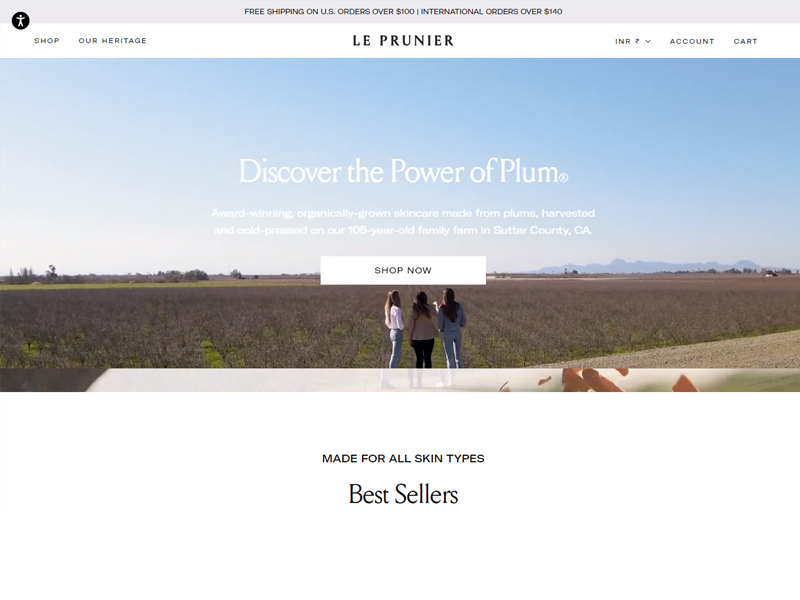 FREE SHIPPING ON U.S. ORDERS OVER $100 | INTERNATIONAL ORDERS OVER $140
SHOP OUR HERITAGE LE PRUNIER INR ₹ ACCOUNT CART
Discover the Power of Plum®
Award-winning, organically-grown skincare made from plums, harvested
and cold-pressed on our 105-year-old family farm in Sutter County, CA.
SHOP NOW
MADE FOR ALL SKIN TYPES
Best Sellers